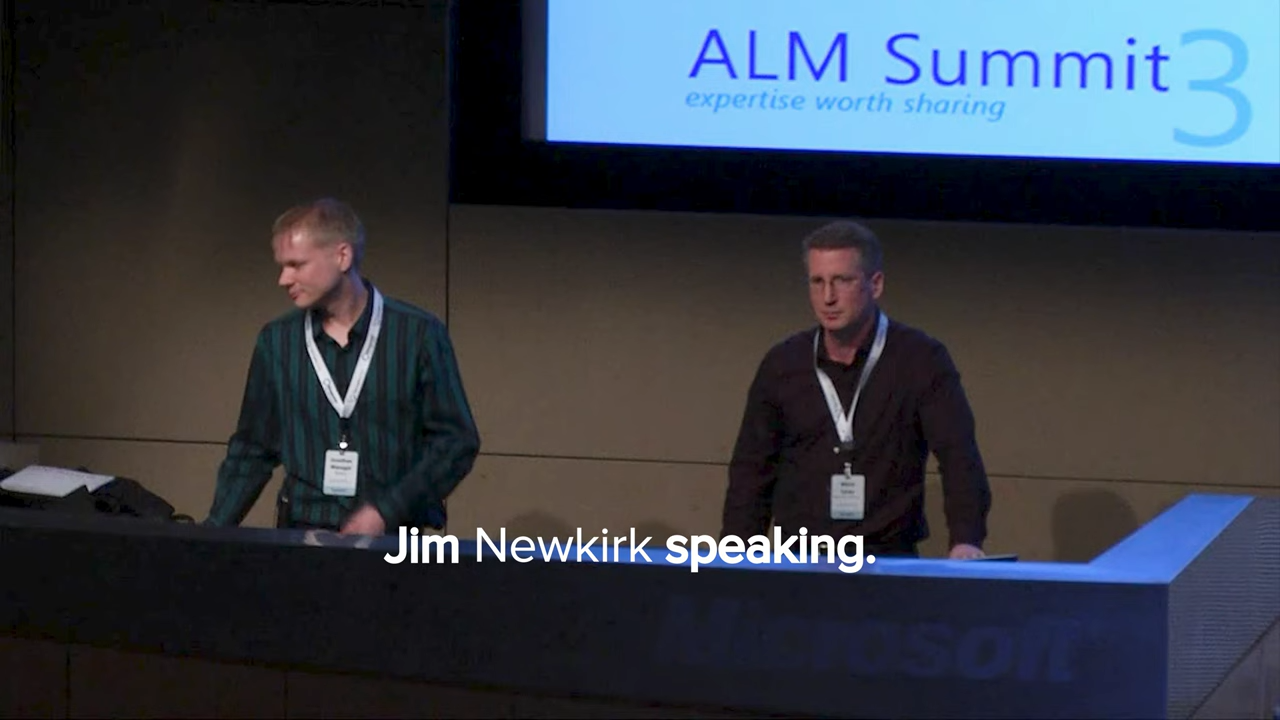 ALM Summit 3
expertise worth sharing
Jim Newkirk speaking.
Microsoft